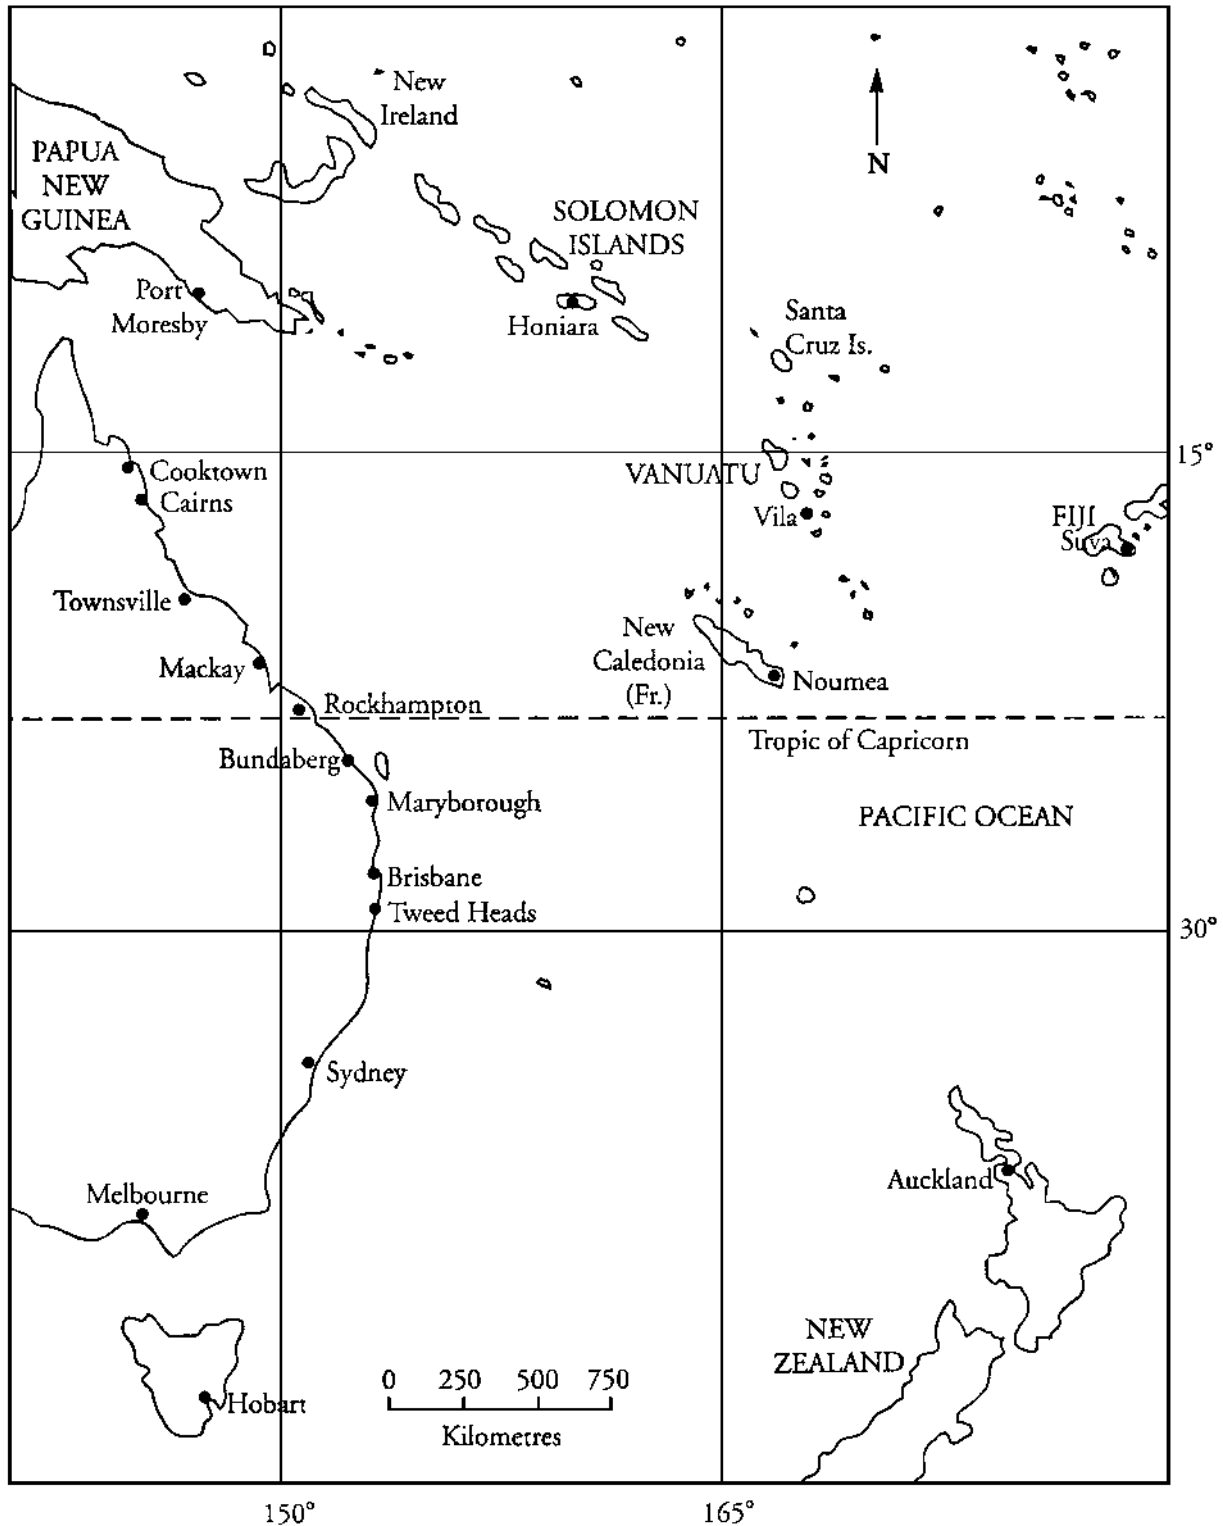 New
Ireland
PAPUA
NEW
GUINEA
N
SOLOMON
ISLANDS
Port
Moresby
Honiara
Santa
Cruz Is.
15°
Cooktown
VANUATU
Cairns
Vila
FIJI
Suva
Townsville
New
Caledonia
(Fr.)
Mackay
Noumea
Rockhampton
Tropic of Capricorn
Bundaberg
Maryborough
PACIFIC OCEAN
Brisbane
Tweed Heads
30°
Sydney
Auckland
Melbourne
NEW
ZEALAND
0 250 500 750
Kilometres
Hobart
150° 165°